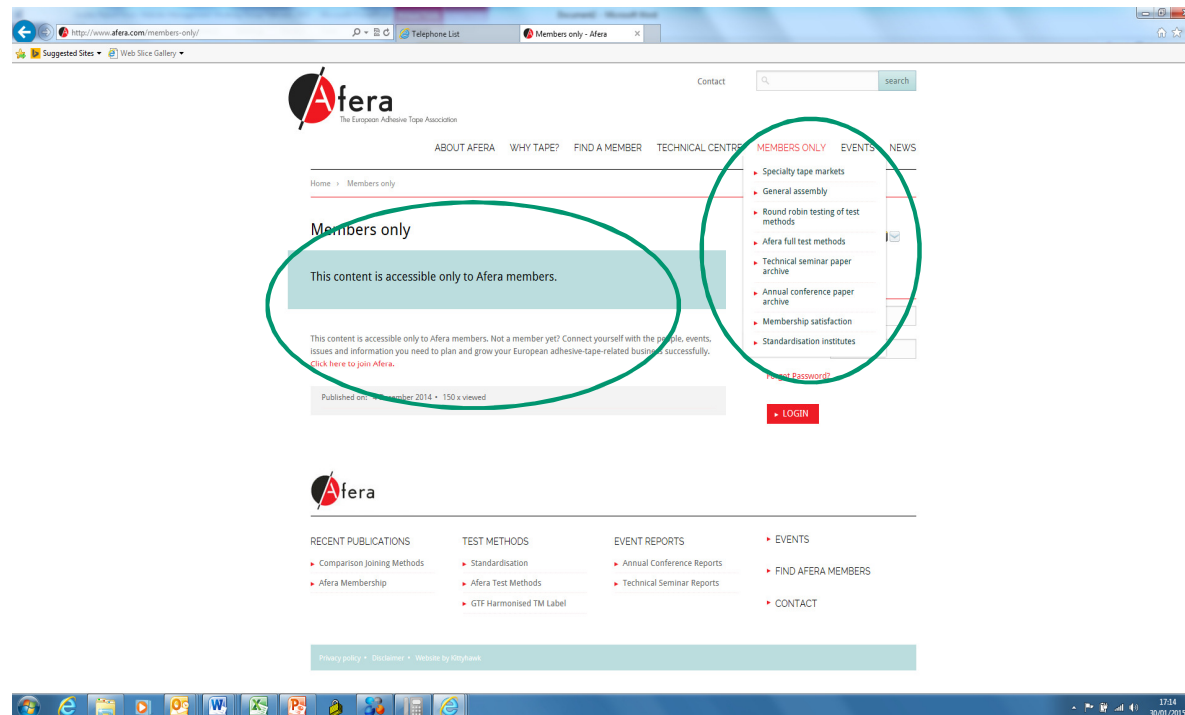 http://www.afera.com/members-only/
Telephone List
Members only - Afera
Suggested Sites
Web Slice Gallery
Afera
The European Adhesive Tape Association
Contact
search
ABOUT AFERA WHY TAPE? FIND A MEMBER TECHNICAL CENTRE MEMBERS ONLY EVENTS NEWS
Home › Members only
Specialty tape markets
General assembly
Round robin testing of test
methods
Afera full test methods
Technical seminar paper
archive
Annual conference paper
archive
Membership satisfaction
Standardisation institutes
Members only
This content is accessible only to Afera members.
This content is accessible only to Afera members. Not a member yet? Connect yourself with the people, events,
issues and information you need to plan and grow your European adhesive-tape-related business successfully.
Click here to join Afera.
Published on: December 2014 • 150 x viewed
Forgot Password?
LOGIN
Afera
RECENT PUBLICATIONS
Comparison Joining Methods
Afera Membership
TEST METHODS
Standardisation
Afera Test Methods
GTF Harmonised TM Label
EVENT REPORTS
Annual Conference Reports
Technical Seminar Reports
EVENTS
FIND AFERA MEMBERS
CONTACT
Privacy policy • Disclaimer • Website by Kittyhawk
17:14
30/01/2015